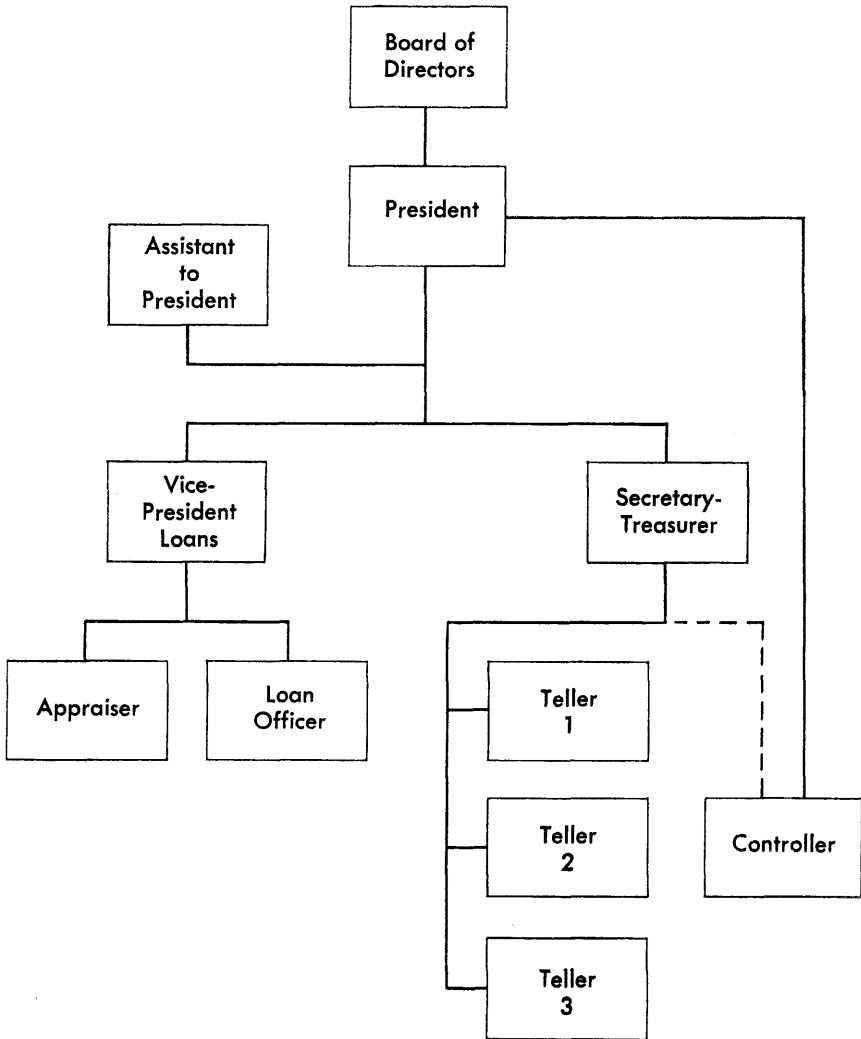 Board of
Directors
President
Assistant
to
President
Vice-
President
Loans
Secretary-
Treasurer
Appraiser
Loan
Officer
Teller
1
Teller
2
Controller
Teller
3